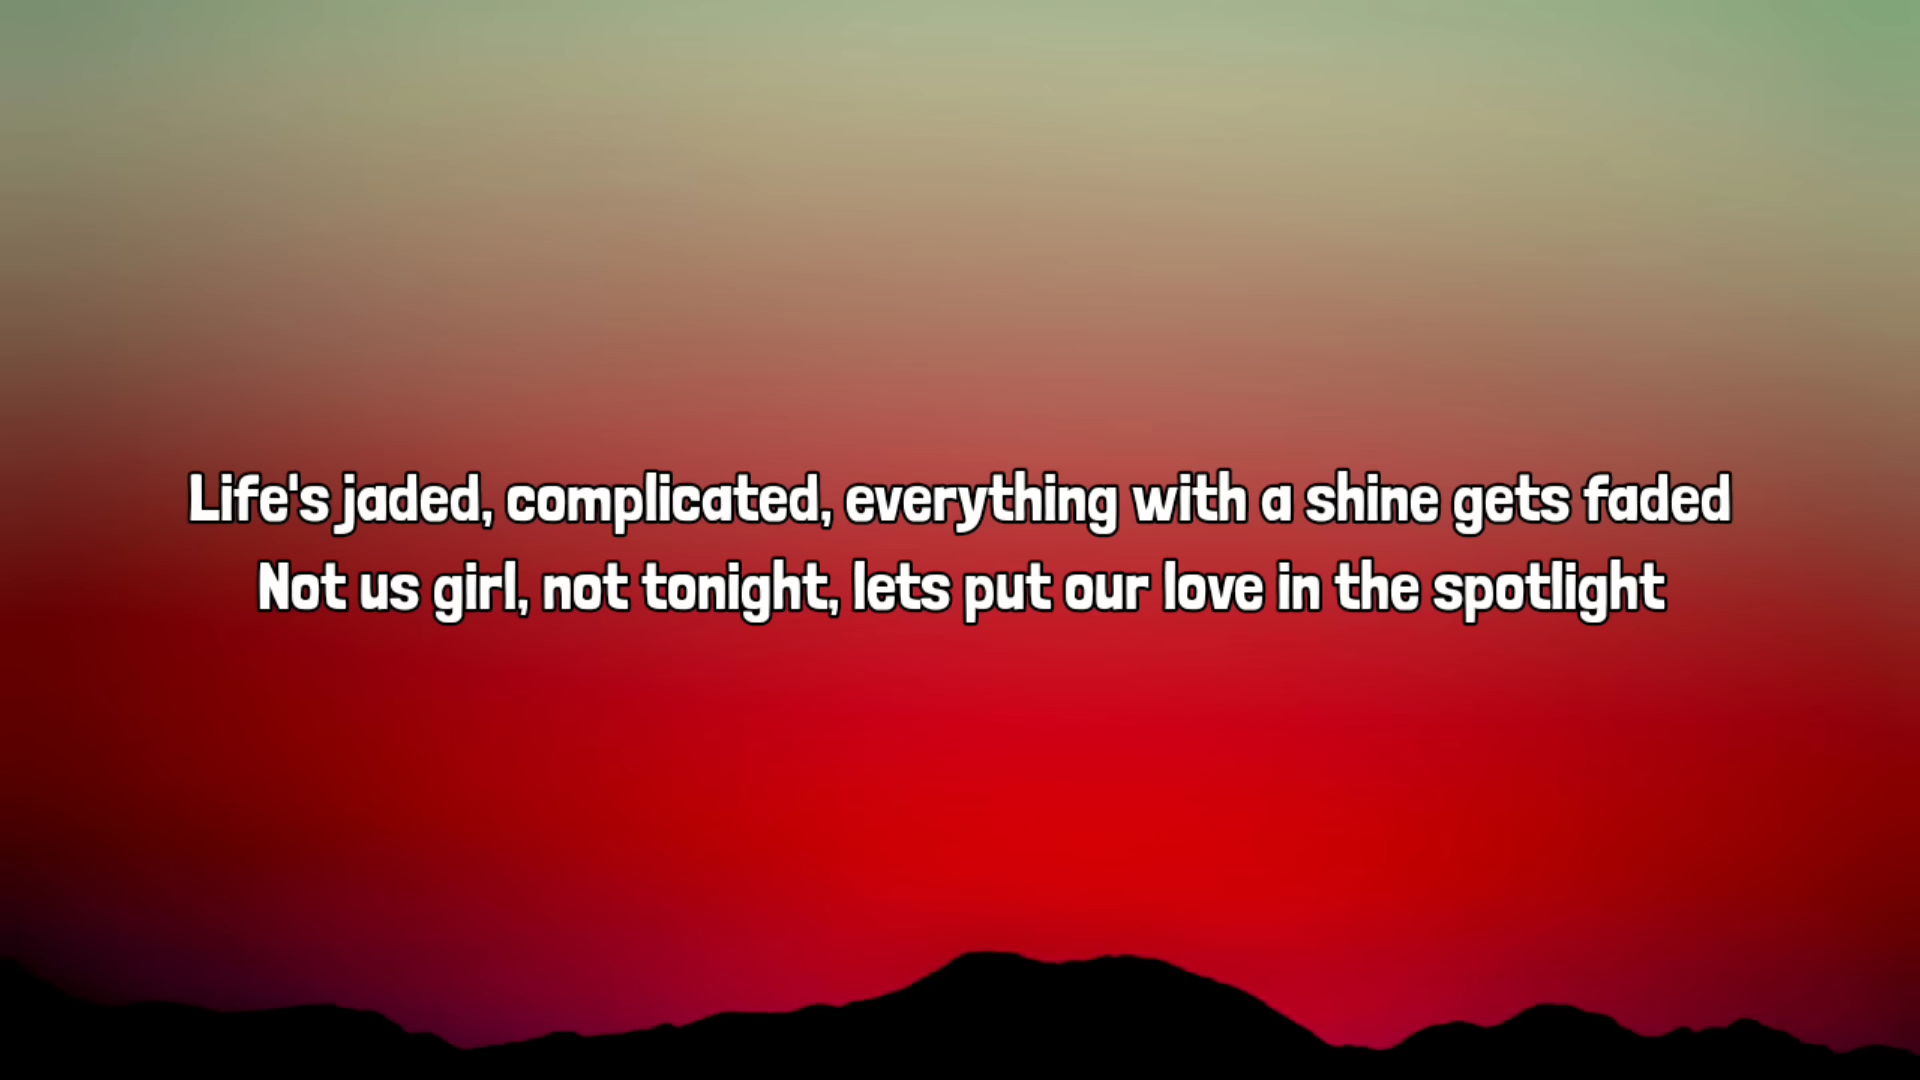 Life's jaded, complicated, everything with a shine gets faded
Not us girl, not tonight, lets put our love in the spotlight